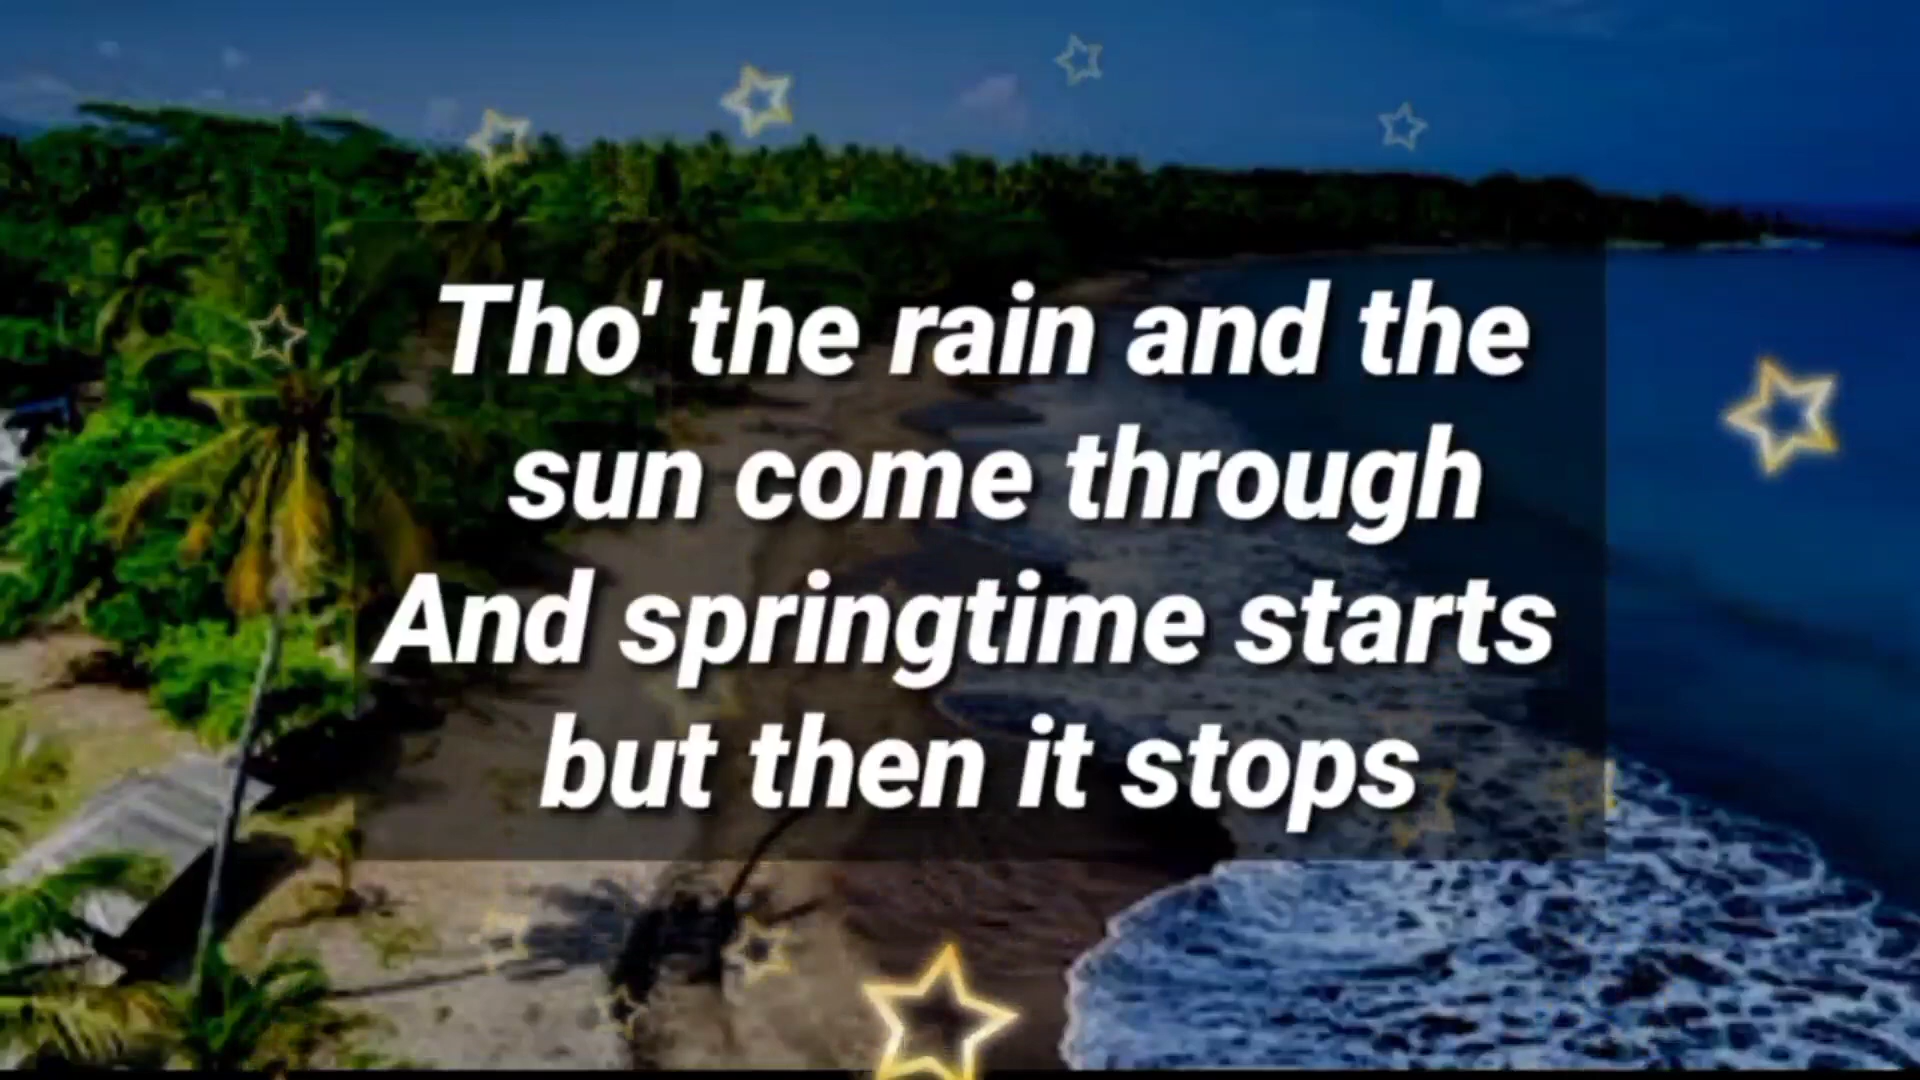 Tho' the rain and the
sun come through
And springtime starts
but then it stops